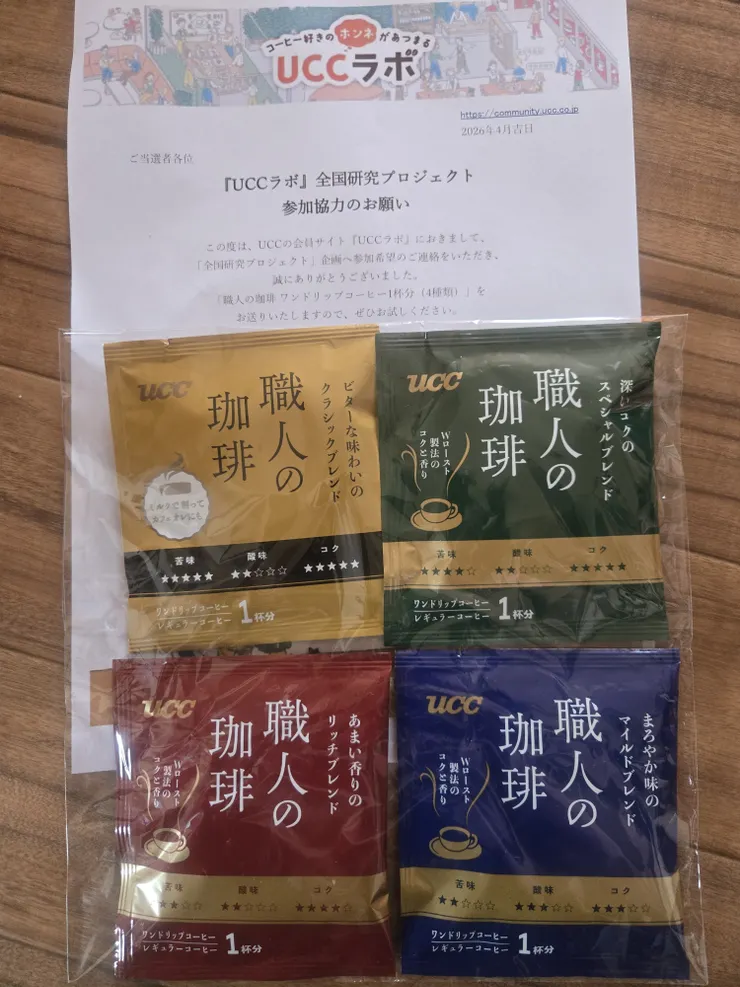 コーヒー好きのホンネがあつまる
UCCラボ
https://community.ucc.co.jp
2026年4月吉日
ご当選者各位
『UCCラボ』全国研究プロジェクト
参加協力のお願い
この度は、UCCの会員サイト『UCCラボ』におきまして、
「全国研究プロジェクト」企画へ参加希望のご連絡をいただき、
誠にありがとうございました。
「職人の珈琲 ワンドリップコーヒー1杯分（4種類）」を
お送りいたしますので、ぜひお試しください。
UCC
職人の
珈琲
ビターな味わいの
クラシックブレンド
ミルクで割って
カフェオレにも
苦味 酸味 コク
★★★★★ ★★☆☆☆ ★★★★★
ワンドリップコーヒー
レギュラーコーヒー
1杯分
UCC
職人の
珈琲
深いコクの
スペシャルブレンド
Wロースト
製法の
コクと香り
苦味 酸味 コク
★★★★☆ ★★☆☆☆ ★★★★★
ワンドリップコーヒー
レギュラーコーヒー
1杯分
UCC
職人の
珈琲
あまい香りの
リッチブレンド
Wロースト
製法の
コクと香り
苦味 酸味 コク
★★☆☆☆ ★★★★☆
ワンドリップコーヒー
レギュラーコーヒー
1杯分
UCC
職人の
珈琲
まろやか味の
マイルドブレンド
Wロースト
製法の
コクと香り
苦味 酸味 コク
★★☆☆☆ ★★★☆☆ ★★★☆☆
ワンドリップコーヒー
レギュラーコーヒー
1杯分